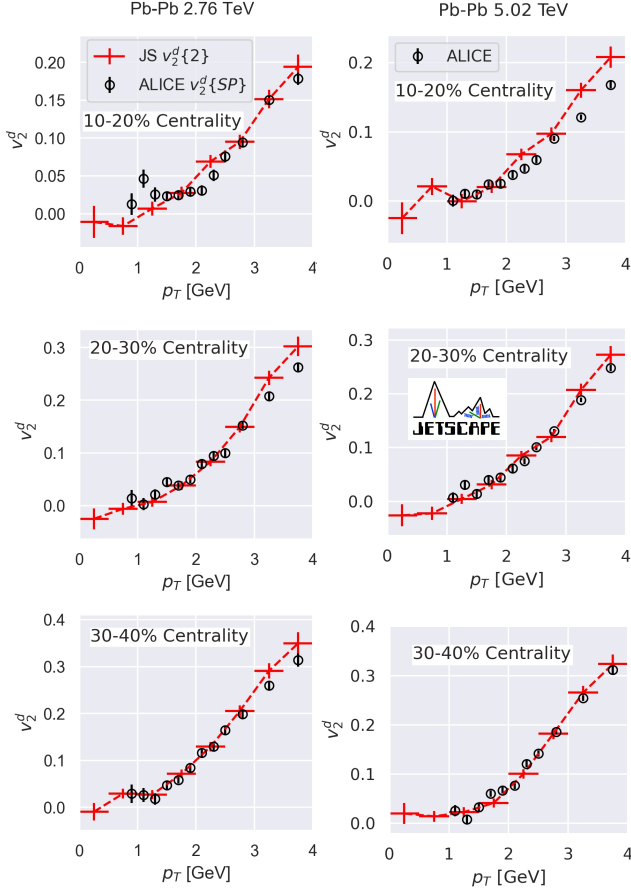 Pb-Pb 2.76 TeV
Pb-Pb 5.02 TeV
JS v₂ᵈ{2}
ALICE v₂ᵈ{SP}
10-20% Centrality
0.20
0.15
0.10
0.05
0.00
v₂ᵈ
0 1 2 3 4
p_T [GeV]
ALICE
10-20% Centrality
0.2
0.1
0.0
v₂ᵈ
0 1 2 3 4
p_T [GeV]
20-30% Centrality
0.3
0.2
0.1
0.0
v₂ᵈ
0 1 2 3 4
p_T [GeV]
20-30% Centrality
JETSCAPE
0.3
0.2
0.1
0.0
v₂ᵈ
0 1 2 3 4
p_T [GeV]
30-40% Centrality
0.4
0.3
0.2
0.1
0.0
v₂ᵈ
0 1 2 3 4
p_T [GeV]
30-40% Centrality
0.4
0.3
0.2
0.1
0.0
v₂ᵈ
0 1 2 3 4
p_T [GeV]